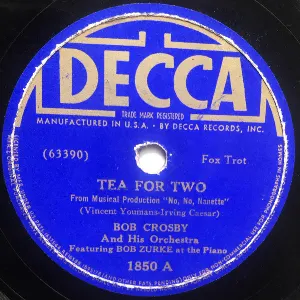 DECCA
TRADE MARK REGISTERED
MANUFACTURED IN U.S.A. • BY DECCA RECORDS, INC.
(63390)
Fox Trot
TEA FOR TWO
From Musical Production "No, No, Nanette"
(Vincent Youmans-Irving Caesar)
BOB CROSBY
And His Orchestra
Featuring BOB ZURKE at the Piano
1850 A